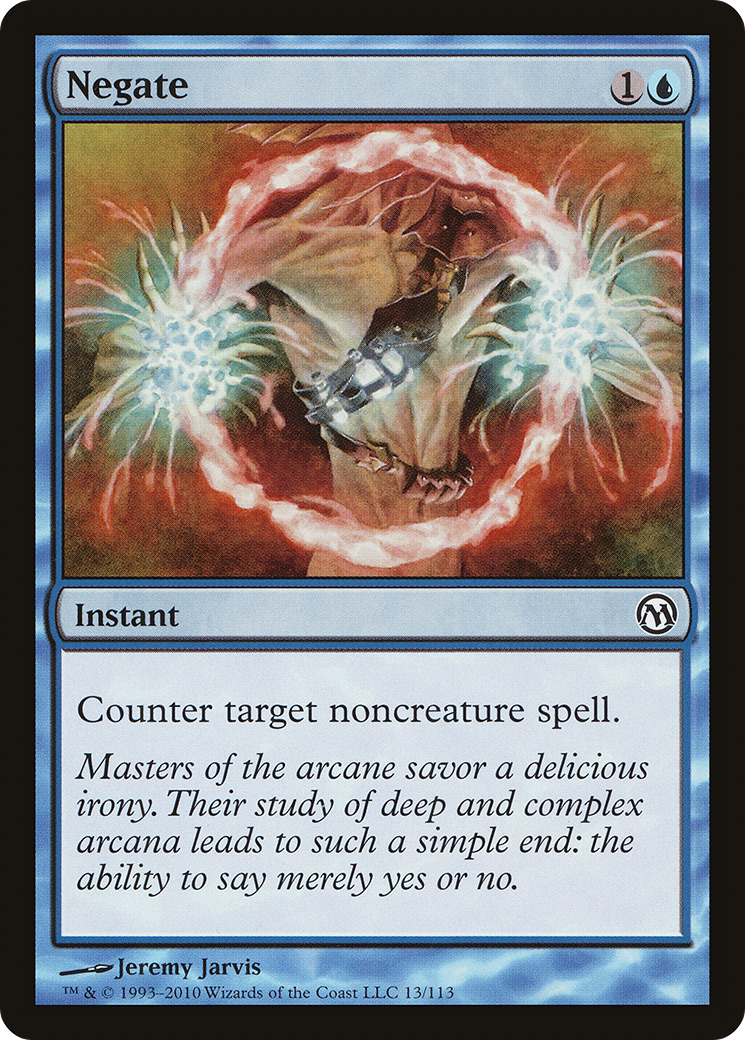 Negate 1
Instant
Counter target noncreature spell.
Masters of the arcane savor a delicious
irony. Their study of deep and complex
arcana leads to such a simple end: the
ability to say merely yes or no.
Jeremy Jarvis
™ & © 1993–2010 Wizards of the Coast LLC 13/113